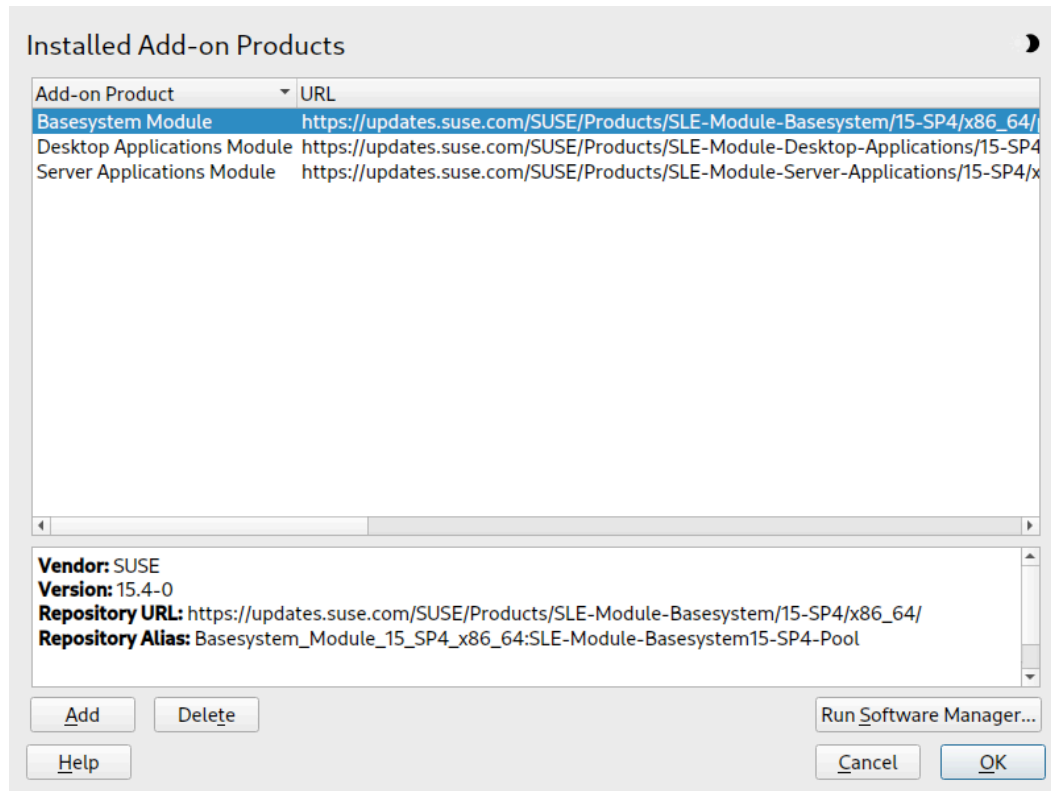 Installed Add-on Products
Add-on Product URL
Basesystem Module https://updates.suse.com/SUSE/Products/SLE-Module-Basesystem/15-SP4/x86_64/
Desktop Applications Module https://updates.suse.com/SUSE/Products/SLE-Module-Desktop-Applications/15-SP4
Server Applications Module https://updates.suse.com/SUSE/Products/SLE-Module-Server-Applications/15-SP4/x
Vendor: SUSE
Version: 15.4-0
Repository URL: https://updates.suse.com/SUSE/Products/SLE-Module-Basesystem/15-SP4/x86_64/
Repository Alias: Basesystem_Module_15_SP4_x86_64:SLE-Module-Basesystem15-SP4-Pool
Add Delete Run Software Manager...
Help Cancel OK